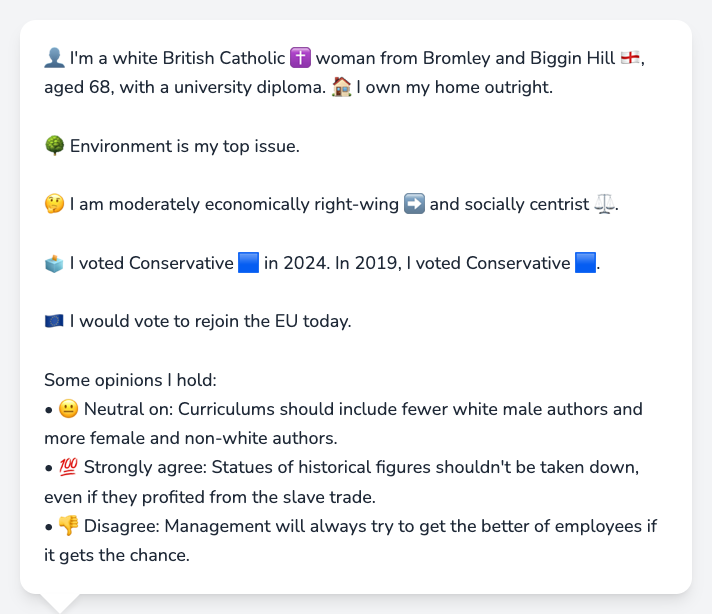 👤 I'm a white British Catholic ✝️ woman from Bromley and Biggin Hill 🏴󠁧󠁢󠁥󠁮󠁧󠁿,
aged 68, with a university diploma. 🏠 I own my home outright.
🌳 Environment is my top issue.
🤔 I am moderately economically right-wing ➡️ and socially centrist ⚖️.
🗳️ I voted Conservative 🟦 in 2024. In 2019, I voted Conservative 🟦.
🇪🇺 I would vote to rejoin the EU today.
Some opinions I hold:
• 😐 Neutral on: Curriculums should include fewer white male authors and
more female and non-white authors.
• 💯 Strongly agree: Statues of historical figures shouldn't be taken down,
even if they profited from the slave trade.
• 👎 Disagree: Management will always try to get the better of employees if
it gets the chance.